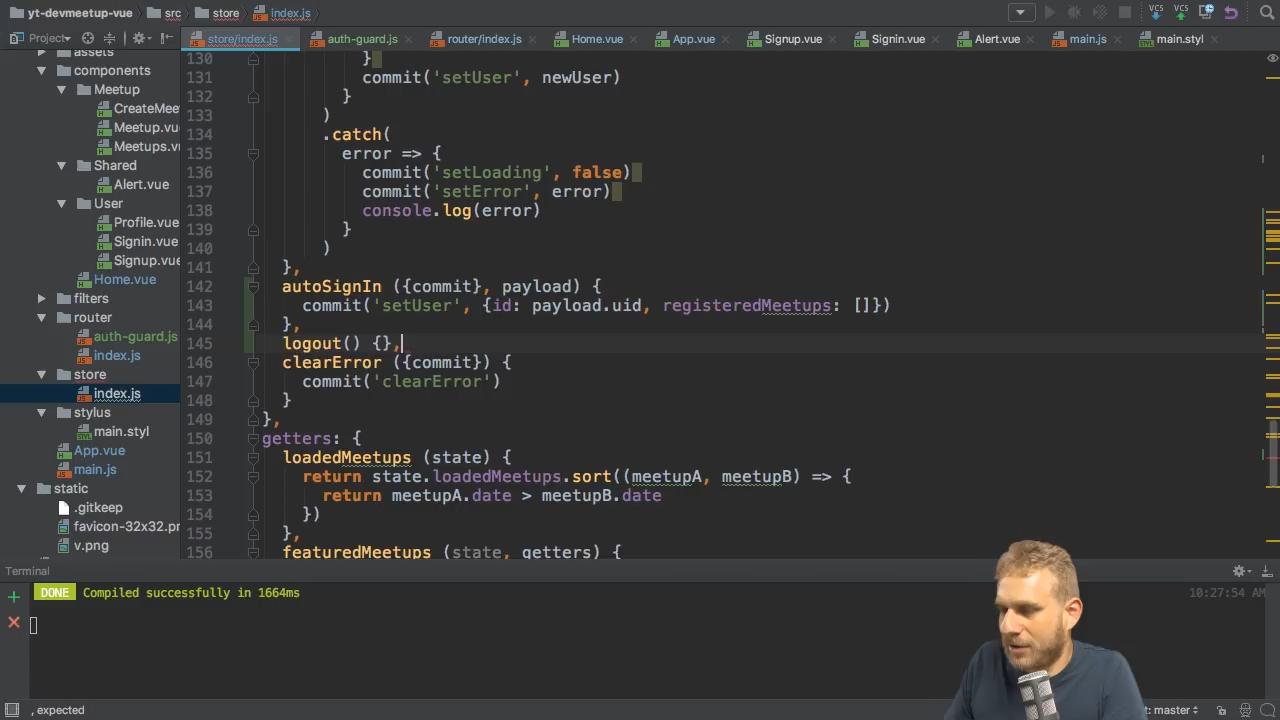 yt-devmeetup-vue src store index.js
Project
store/index.js auth-guard.js router/index.js Home.vue App.vue Signup.vue Signin.vue Alert.vue main.js main.styl
VCS VCS
assets
components
Meetup
CreateMee
Meetup.vu
Meetups.v
Shared
Alert.vue
User
Profile.vue
Signin.vue
Signup.vue
Home.vue
filters
router
auth-guard.js
index.js
store
index.js
stylus
main.styl
App.vue
main.js
static
.gitkeep
favicon-32x32.pn
v.png
130 }
131 commit('setUser', newUser)
132 }
133 )
134 .catch(
135 error => {
136 commit('setLoading', false)
137 commit('setError', error)
138 console.log(error)
139 }
140 )
141 },
142 autoSignIn ({commit}, payload) {
143 commit('setUser', {id: payload.uid, registeredMeetups: []})
144 },
145 logout() {},
146 clearError ({commit}) {
147 commit('clearError')
148 }
149 },
150 getters: {
151 loadedMeetups (state) {
152 return state.loadedMeetups.sort((meetupA, meetupB) => {
153 return meetupA.date > meetupB.date
154 })
155 },
156 featuredMeetups (state, getters) {
Terminal
DONE Compiled successfully in 1664ms
10:27:54 AM
, expected
t: master